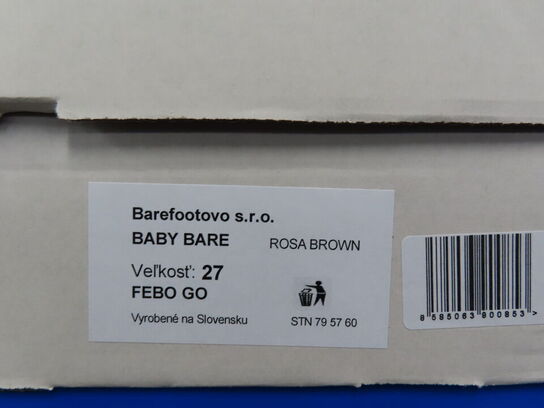 Barefootovo s.r.o.
BABY BARE ROSA BROWN
Veľkosť: 27
FEBO GO
Vyrobené na Slovensku STN 79 57 60
8 585063 800853 >